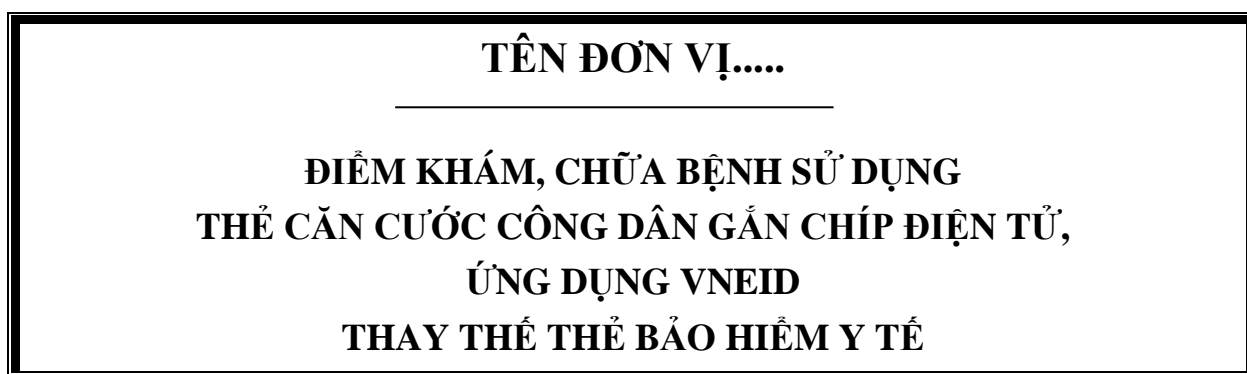 TÊN ĐƠN VỊ.....
ĐIỂM KHÁM, CHỮA BỆNH SỬ DỤNG
THẺ CĂN CƯỚC CÔNG DÂN GẮN CHÍP ĐIỆN TỬ,
ỨNG DỤNG VNEID
THAY THẾ THẺ BẢO HIỂM Y TẾ